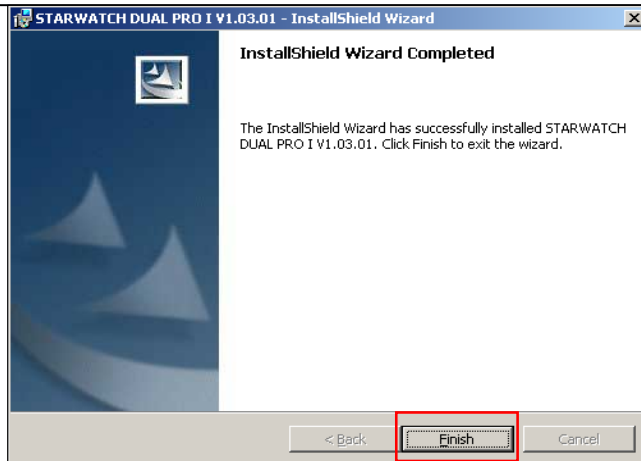 STARWATCH DUAL PRO I V1.03.01 - InstallShield Wizard
InstallShield Wizard Completed
The InstallShield Wizard has successfully installed STARWATCH
DUAL PRO I V1.03.01. Click Finish to exit the wizard.
< Back
Finish
Cancel